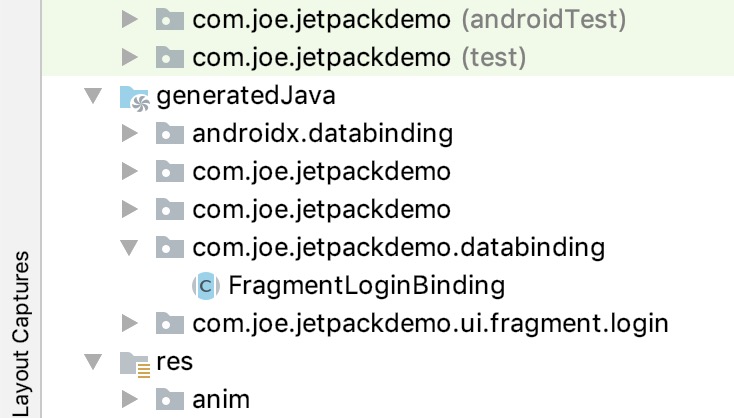 com.joe.jetpackdemo (androidTest)
com.joe.jetpackdemo (test)
generatedJava
androidx.databinding
com.joe.jetpackdemo
com.joe.jetpackdemo
com.joe.jetpackdemo.databinding
C FragmentLoginBinding
com.joe.jetpackdemo.ui.fragment.login
res
anim
Layout Captures